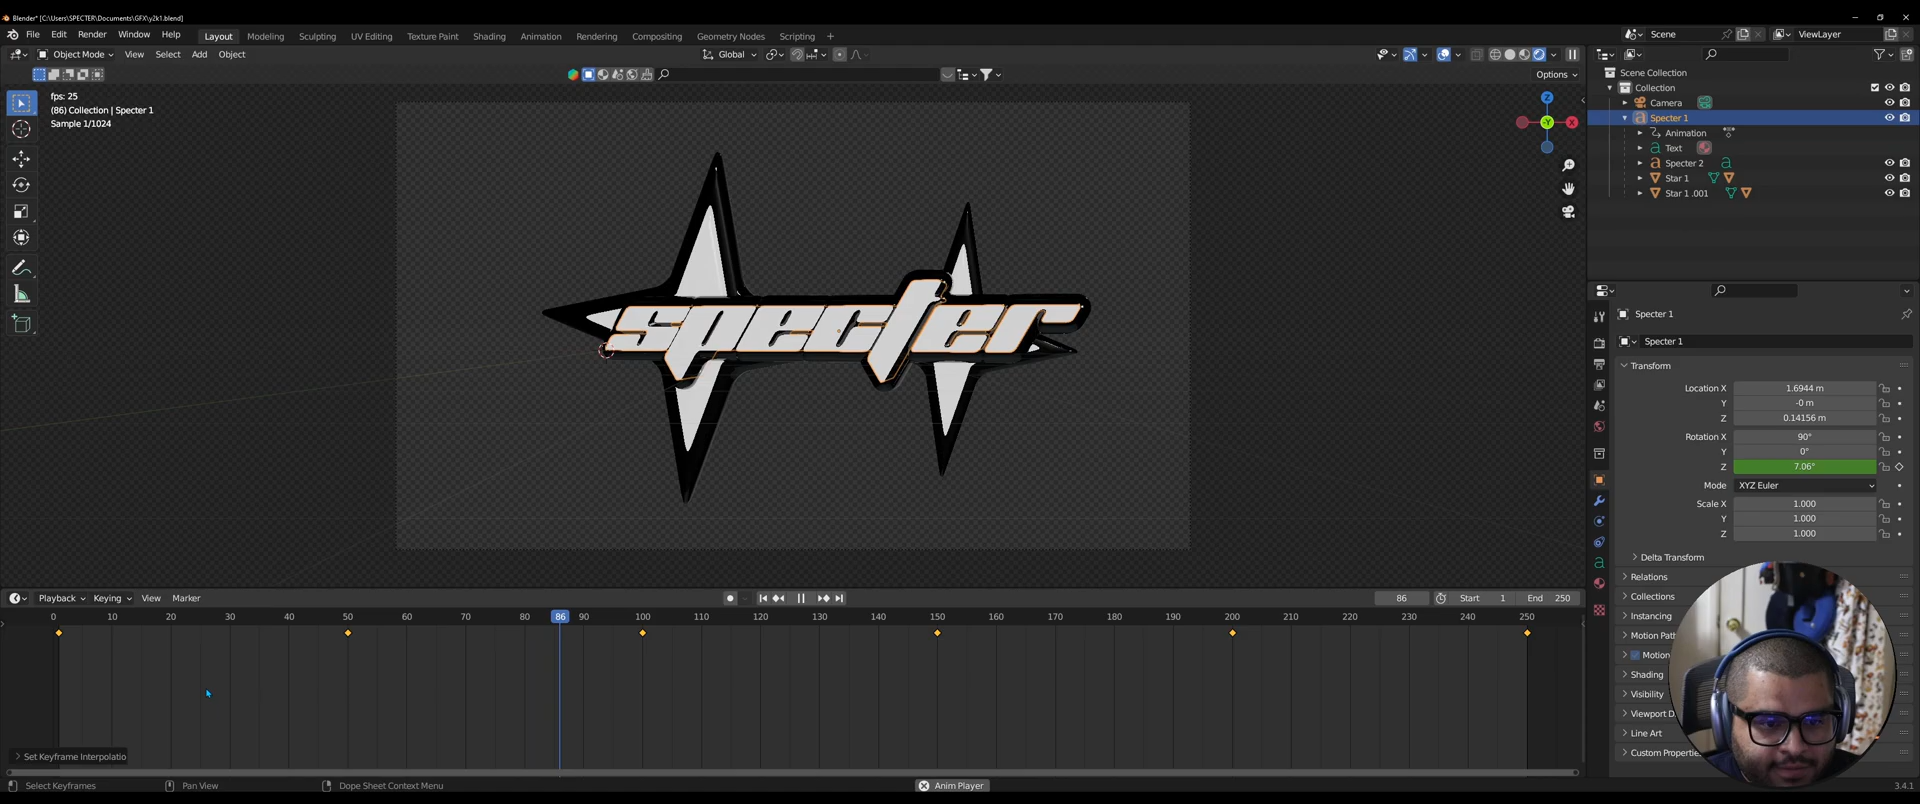 Blender* [C:\Users\SPECTER\Documents\GFX\y2k1.blend]
File Edit Render Window Help Layout Modeling Sculpting UV Editing Texture Paint Shading Animation Rendering Compositing Geometry Nodes Scripting + Scene ViewLayer
Object Mode View Select Add Object Global
Options
fps: 25
(86) Collection | Specter 1
Sample 1/1024
Z
-Y
X
specter
Scene Collection
Collection
Camera
Specter 1
Animation
Text
Specter 2
Star 1
Star 1 .001
Specter 1
Specter 1
Transform
Location X 1.6944 m
Y -0 m
Z 0.14156 m
Rotation X 90°
Y 0°
Z 7.06°
Mode XYZ Euler
Scale X 1.000
Y 1.000
Z 1.000
Delta Transform
Relations
Collections
Instancing
Motion Path
Motion
Shading
Visibility
Viewport D
Line Art
Custom Propertie
Playback Keying View Marker 86 Start 1 End 250
0 10 20 30 40 50 60 70 80 86 90 100 110 120 130 140 150 160 170 180 190 200 210 220 230 240 250
Set Keyframe Interpolatio
Select Keyframes Pan View Dope Sheet Context Menu Anim Player 3.4.1